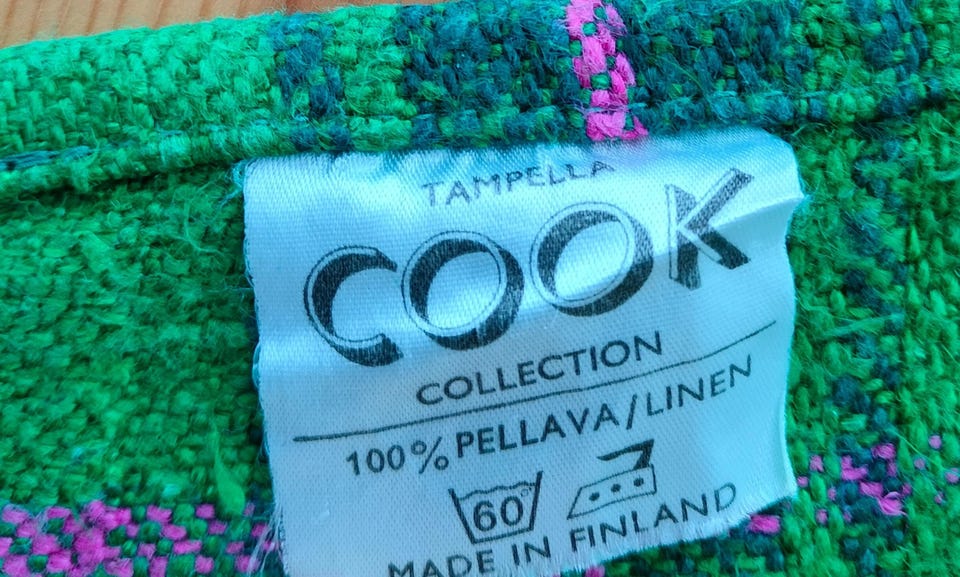 TAMPELLA
COOK
COLLECTION
100% PELLAVA/LINEN
60°
MADE IN FINLAND